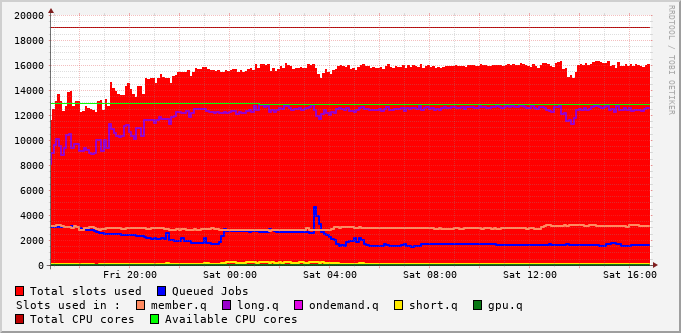 20000
18000
16000
14000
12000
10000
8000
6000
4000
2000
0
Fri 20:00 Sat 00:00 Sat 04:00 Sat 08:00 Sat 12:00 Sat 16:00
Total slots used Queued Jobs
Slots used in : member.q long.q ondemand.q short.q gpu.q
Total CPU cores Available CPU cores
RRDTOOL / TOBI OETIKER